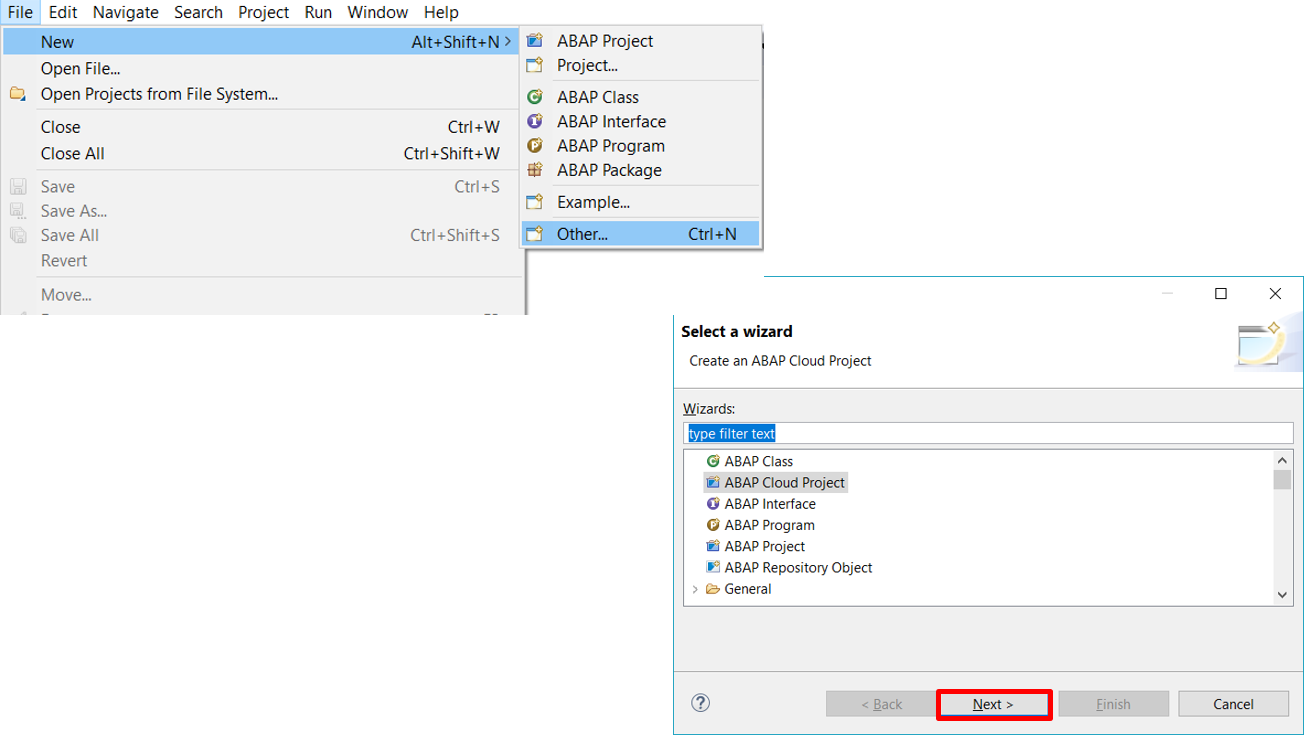 File Edit Navigate Search Project Run Window Help
New Alt+Shift+N >
Open File...
Open Projects from File System...
Close Ctrl+W
Close All Ctrl+Shift+W
Save Ctrl+S
Save As...
Save All Ctrl+Shift+S
Revert
Move...
ABAP Project
Project...
ABAP Class
ABAP Interface
ABAP Program
ABAP Package
Example...
Other... Ctrl+N
Select a wizard
Create an ABAP Cloud Project
Wizards:
type filter text
ABAP Class
ABAP Cloud Project
ABAP Interface
ABAP Program
ABAP Project
ABAP Repository Object
General
< Back Next > Finish Cancel